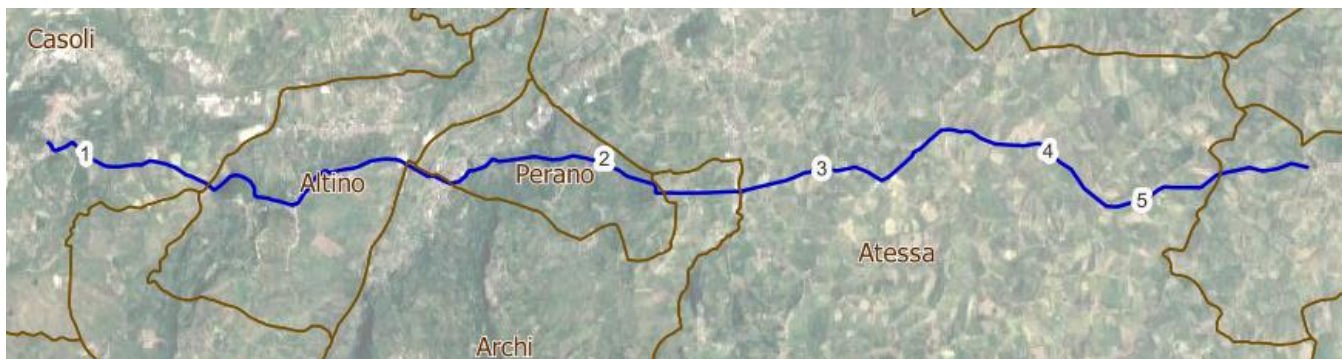 Casoli
1
2
3
4
5
Altino
Perano
Atessa
Archi